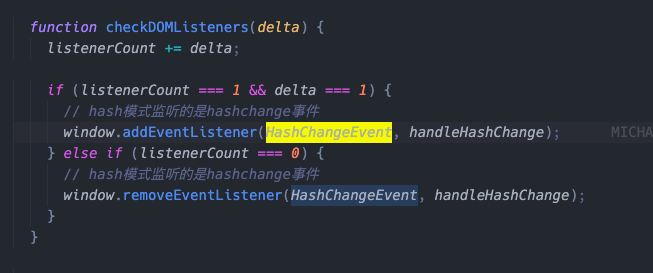 function checkDOMListeners(delta) {
listenerCount += delta;
if (listenerCount === 1 && delta === 1) {
// hash模式监听的是hashchange事件
window.addEventListener(HashChangeEvent, handleHashChange); MICHA
} else if (listenerCount === 0) {
// hash模式监听的是hashchange事件
window.removeEventListener(HashChangeEvent, handleHashChange);
}
}